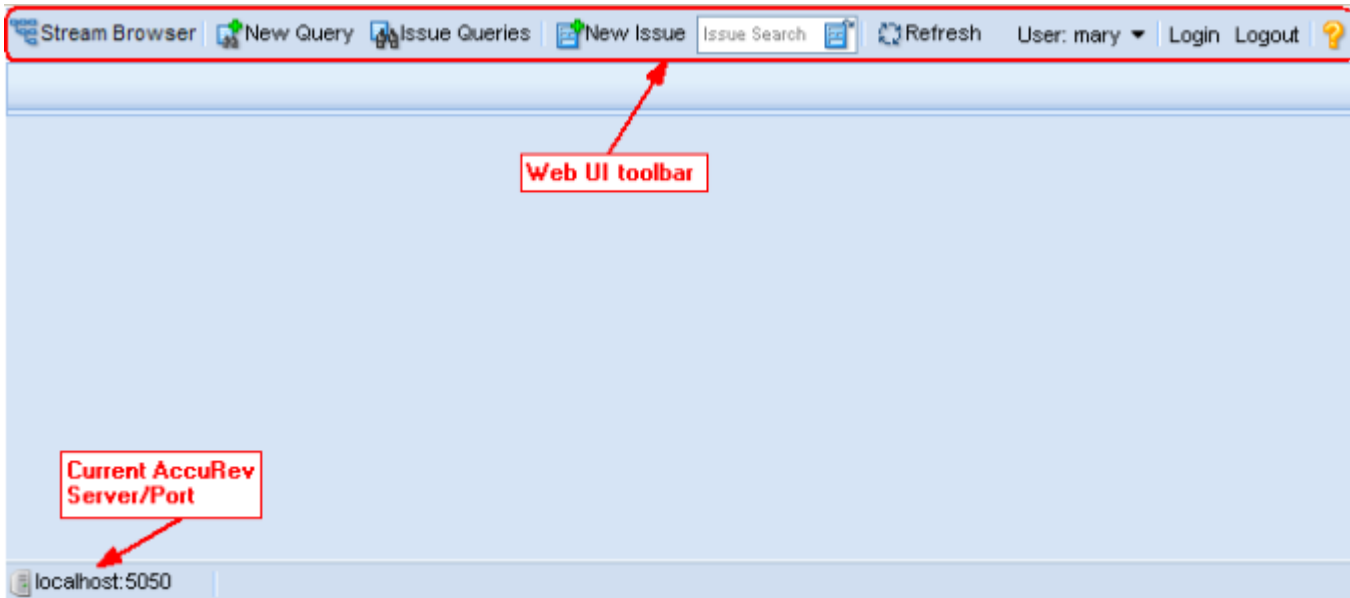 Stream Browser New Query Issue Queries New Issue Issue Search Refresh User: mary Login Logout
Web UI toolbar
Current AccuRev
Server/Port
localhost:5050